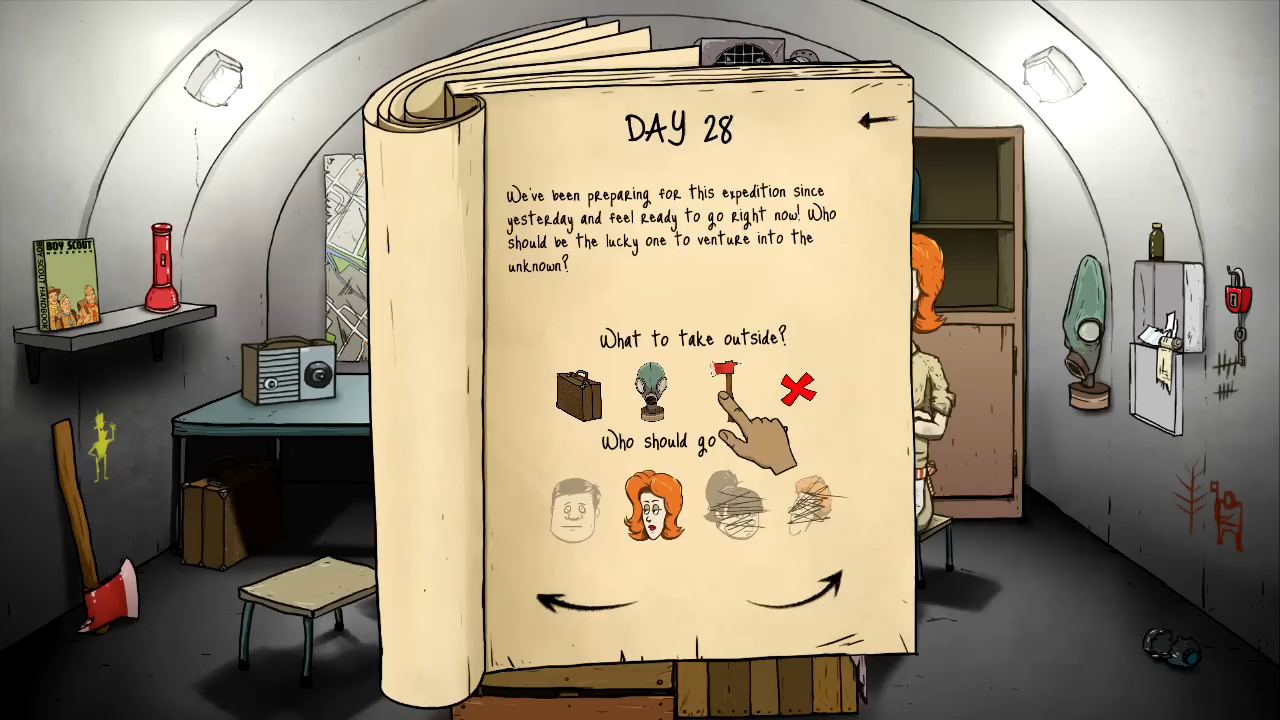 DAY 28
We've been preparing for this expedition since
yesterday and feel ready to go right now! Who
should be the lucky one to venture into the
unknown?
What to take outside?
Who should go
BOY SCOUT
BOY SCOUT HANDBOOK